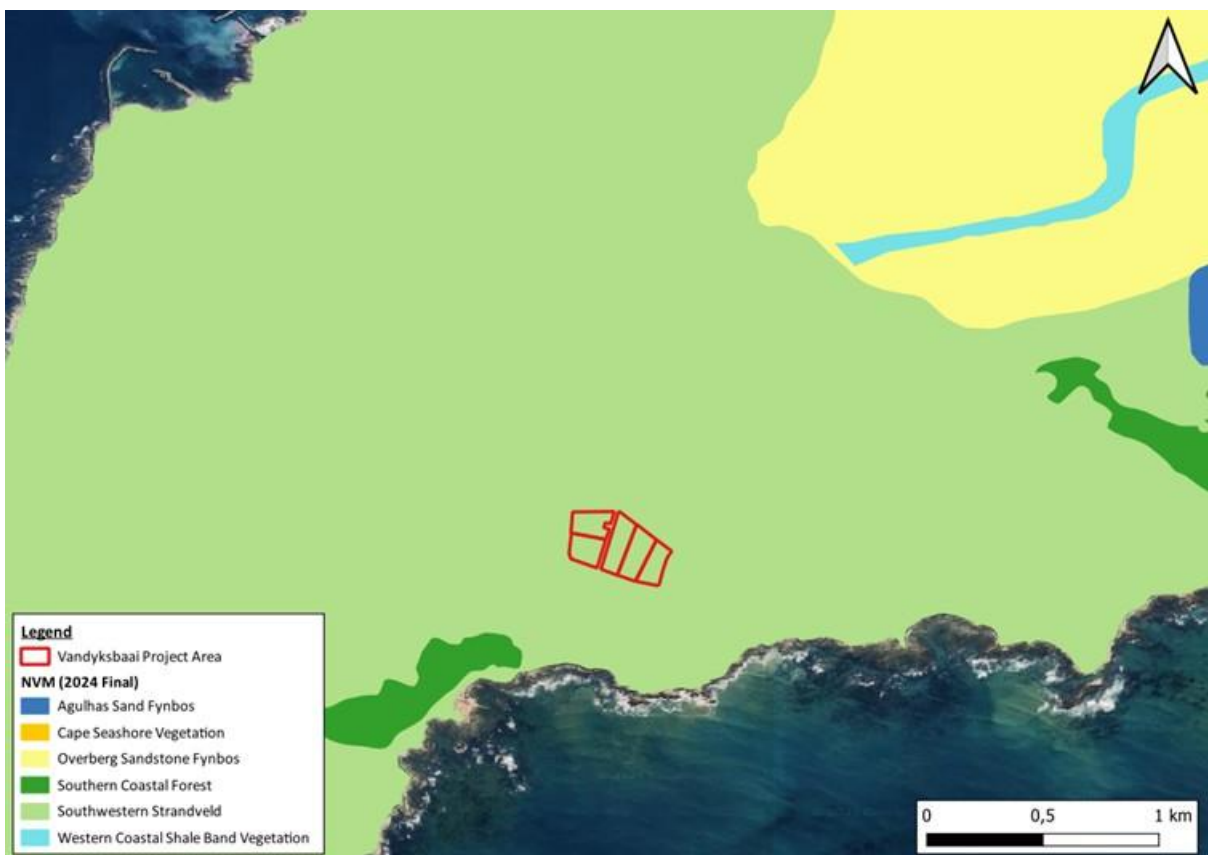 Legend
Vandyksbaai Project Area
NVM (2024 Final)
Agulhas Sand Fynbos
Cape Seashore Vegetation
Overberg Sandstone Fynbos
Southern Coastal Forest
Southwestern Strandveld
Western Coastal Shale Band Vegetation
0 0,5 1 km